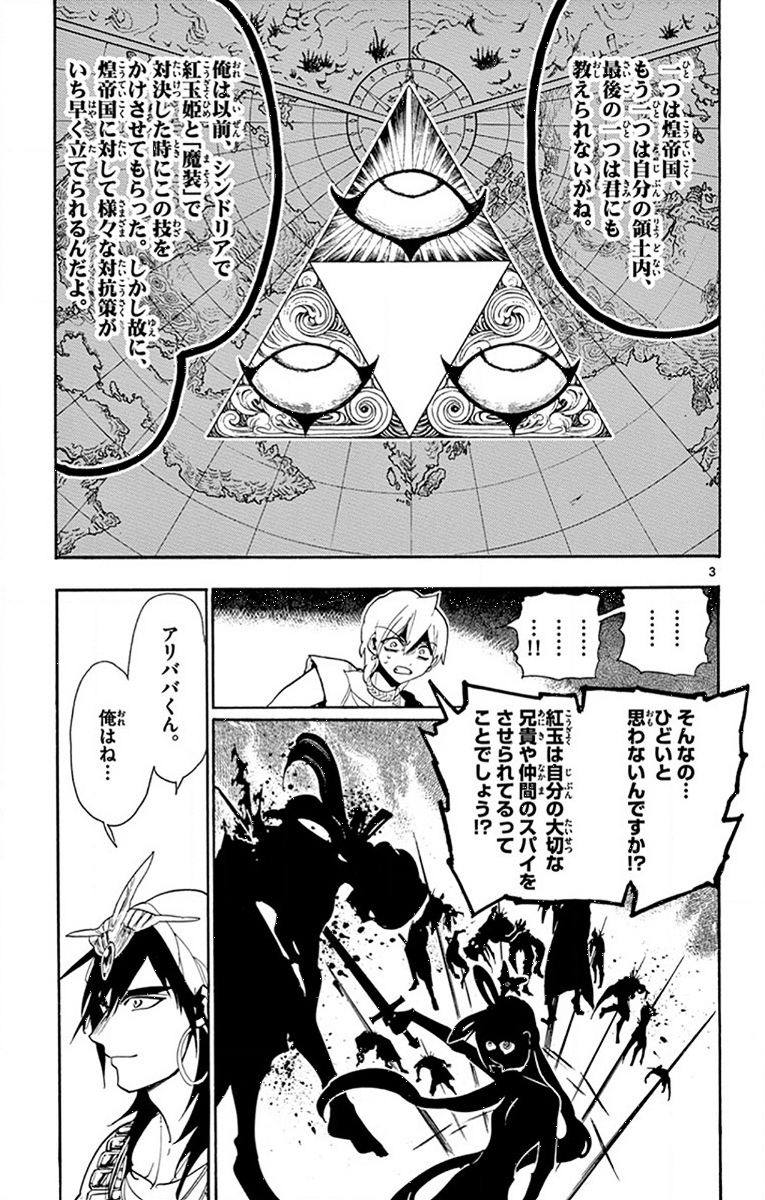 一つは煌帝国、
もう一つは自分の領土内、
最後の一つは君にも
教えられないがね。
俺は以前、シンドリアで
紅玉姫と『魔装』で
対決した時にこの技を
かけさせてもらった。しかし故に、
煌帝国に対して様々な対抗策が
いち早く立てられるんだよ。
3
……
……
……
……!!
そんなの…
ひどいと
思わないんですか!?
紅玉は自分の大切な
兄貴や仲間のスパイを
させられてるって
ことでしょう!?
アリババくん。
俺はね…